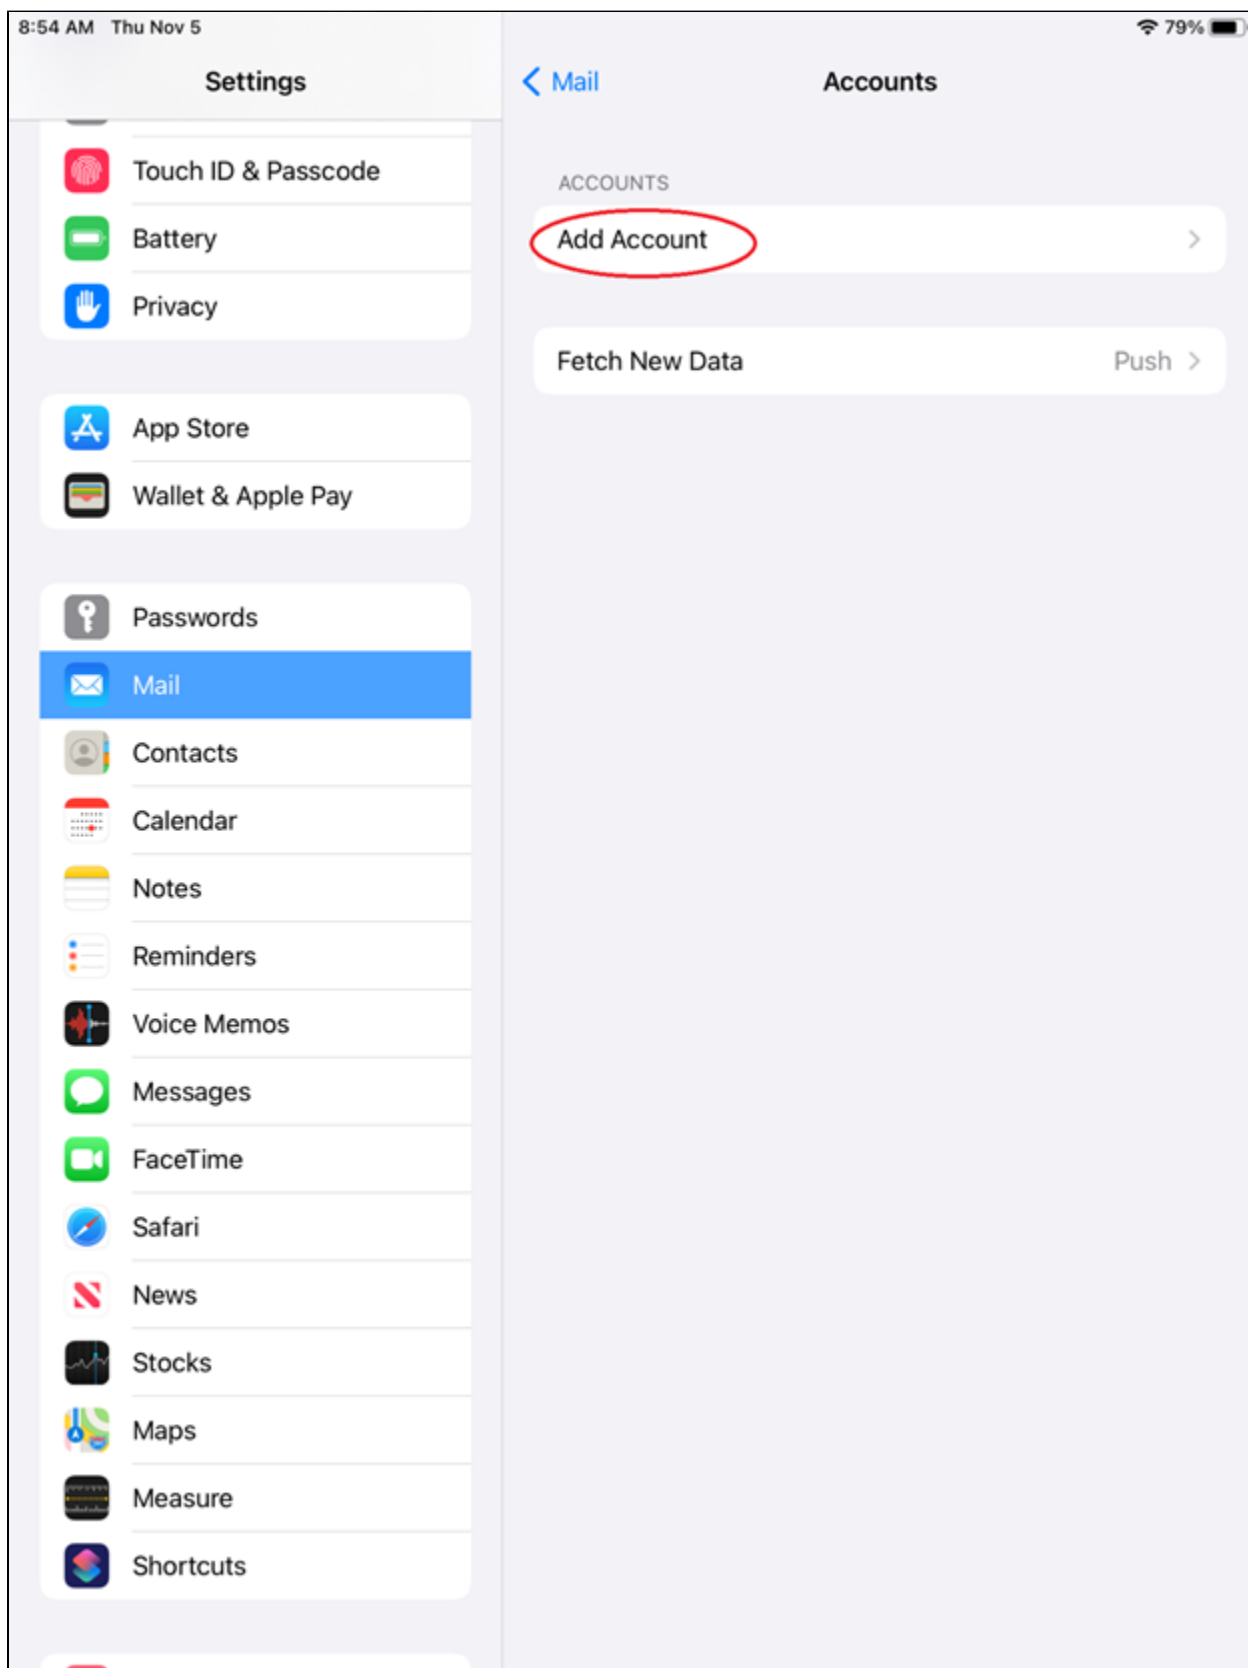 8:54 AM Thu Nov 5
79%
Settings
Touch ID & Passcode
Battery
Privacy
App Store
Wallet & Apple Pay
Passwords
Mail
Contacts
Calendar
Notes
Reminders
Voice Memos
Messages
FaceTime
Safari
News
Stocks
Maps
Measure
Shortcuts
Mail
Accounts
ACCOUNTS
Add Account
Fetch New Data Push